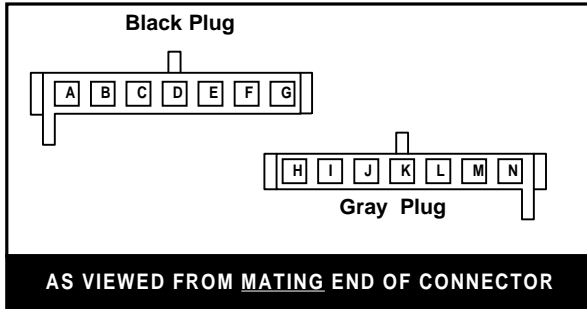 Black Plug
A B C D E F G
H I J K L M N
Gray Plug
AS VIEWED FROM MATING END OF CONNECTOR